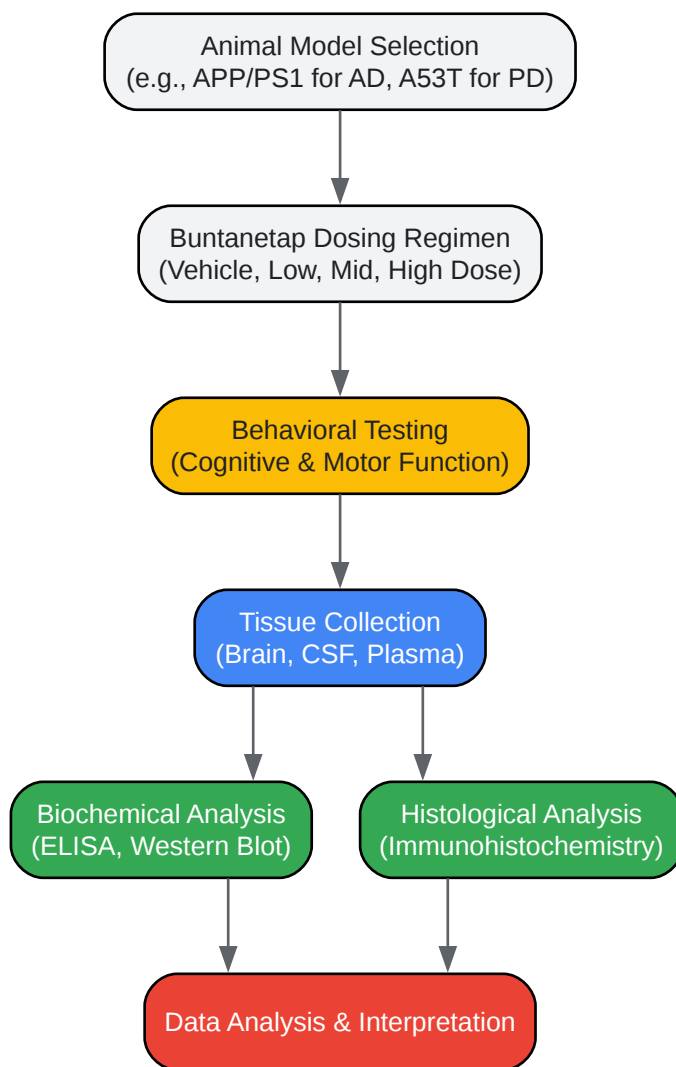 Animal Model Selection
(e.g., APP/PS1 for AD, A53T for PD)
Buntanetap Dosing Regimen
(Vehicle, Low, Mid, High Dose)
Behavioral Testing
(Cognitive & Motor Function)
Tissue Collection
(Brain, CSF, Plasma)
Biochemical Analysis
(ELISA, Western Blot)
Histological Analysis
(Immunohistochemistry)
Data Analysis & Interpretation